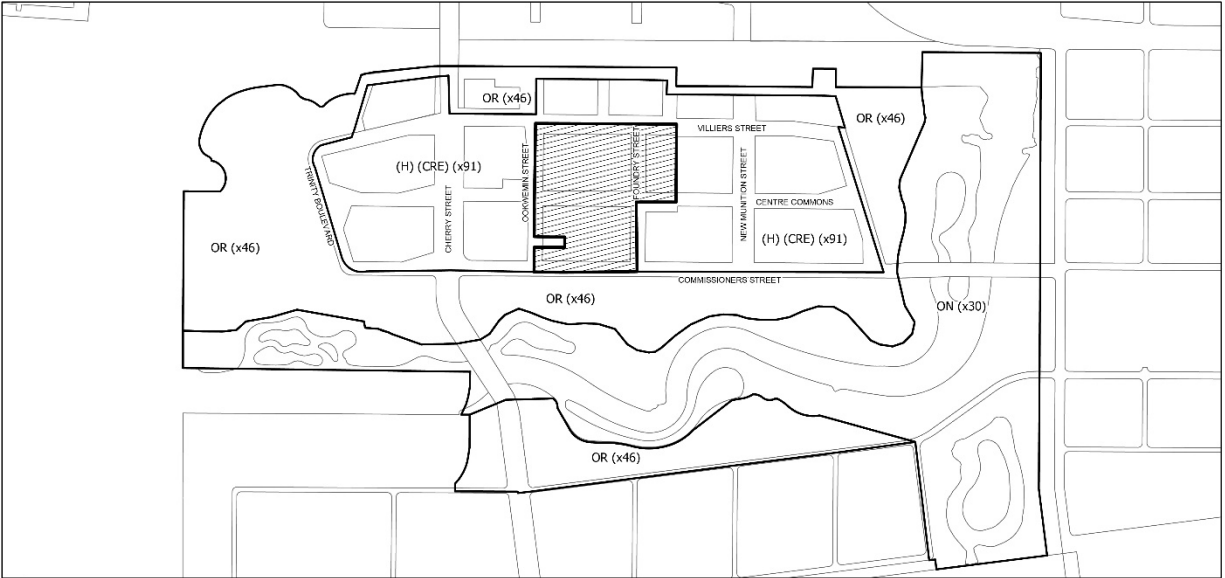 OR (x46)
OR (x46)
VILLIERS STREET
(H) (CRE) (x91)
TRINITY BOULEVARD
CHERRY STREET
OOKWEMIN STREET
FOUNDRY STREET
NEW MUNITION STREET
CENTRE COMMONS
OR (x46)
(H) (CRE) (x91)
COMMISSIONERS STREET
OR (x46)
ON (x30)
OR (x46)